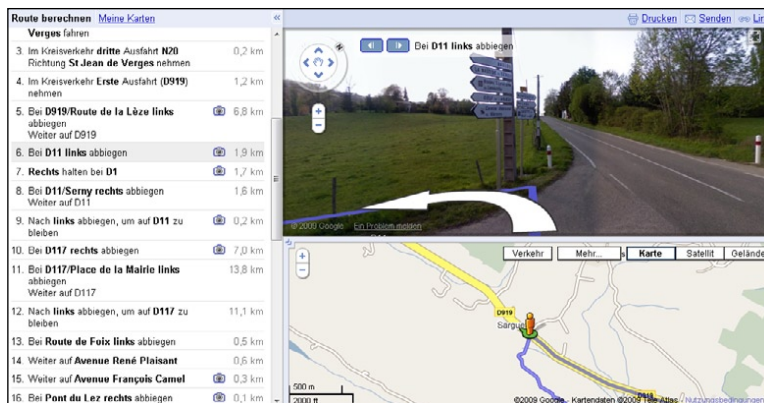 Route berechnen Meine Karten «
Drucken Senden Lin
Verges fahren
3. Im Kreisverkehr dritte Ausfahrt N20 0,2 km
Richtung St Jean de Verges nehmen
4. Im Kreisverkehr Erste Ausfahrt (D919) 1,2 km
nehmen
5. Bei D919/Route de la Lèze links 6,8 km
abbiegen
Weiter auf D919
6. Bei D11 links abbiegen 1,9 km
7. Rechts halten bei D1 1,7 km
8. Bei D11/Serny rechts abbiegen 1,6 km
Weiter auf D11
9. Nach links abbiegen, um auf D11 zu 0,2 km
bleiben
10. Bei D117 rechts abbiegen 7,0 km
11. Bei D117/Place de la Mairie links 13,8 km
abbiegen
Weiter auf D117
12. Nach links abbiegen, um auf D117 zu 11,1 km
bleiben
13. Bei Route de Foix links abbiegen 0,5 km
14. Weiter auf Avenue René Plaisant 0,6 km
15. Weiter auf Avenue François Camel 0,3 km
16. Bei Pont du Lez rechts abbiegen 0,1 km
Bei D11 links abbiegen
© 2009 Google Ein Problem melden
Verkehr Mehr... s Karte Satellit Gelände
D919
Sargue
D919
500 m
2000 ft
©2009 Google - Kartendaten ©2009 Tele Atlas - Nutzungsbedingungen